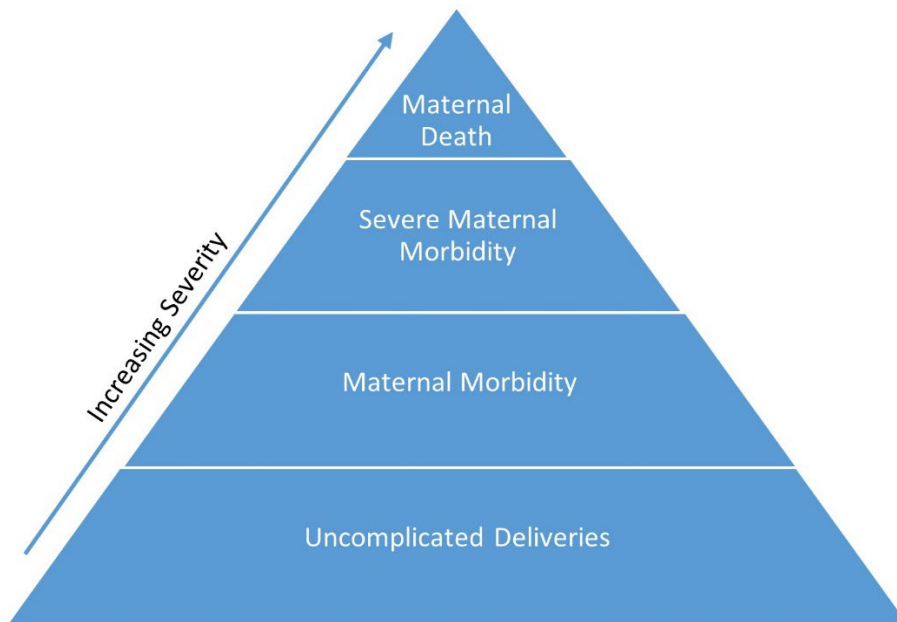 Maternal
Death
Severe Maternal
Morbidity
Increasing Severity
Maternal Morbidity
Uncomplicated Deliveries